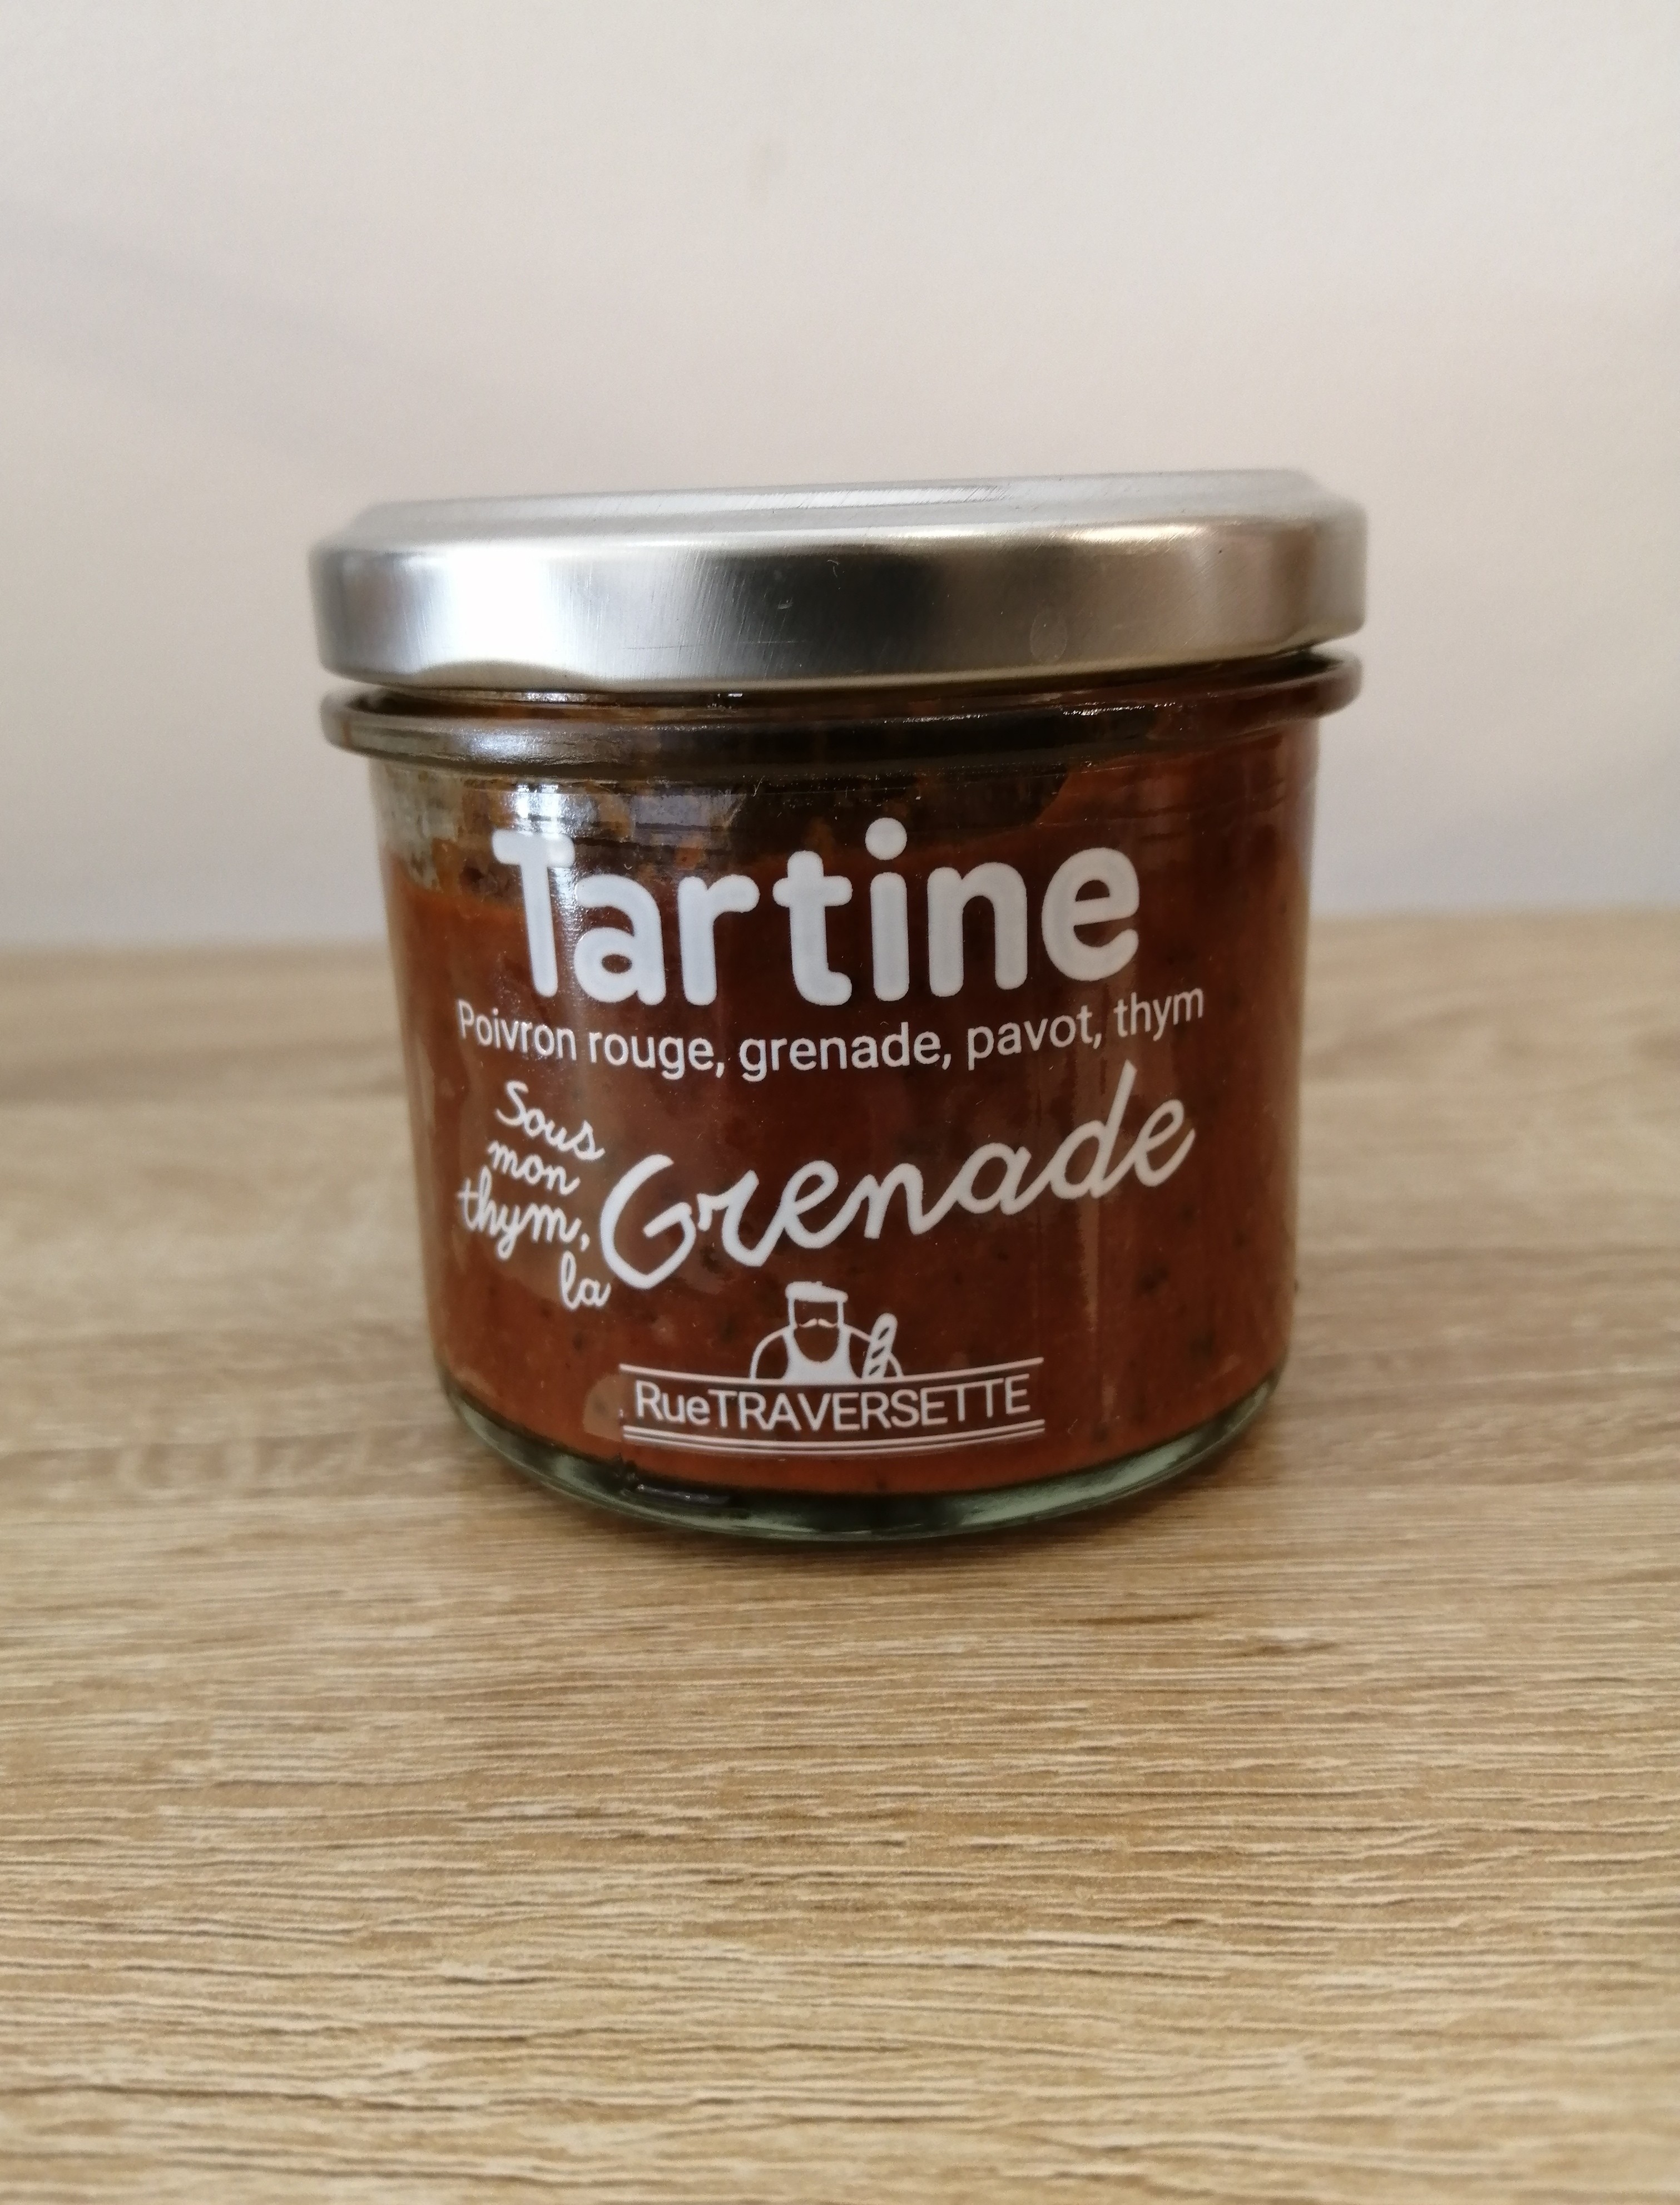 Tartine
Poivron rouge, grenade, pavot, thym
Sous
mon
thym,
la
Grenade
RueTRAVERSETTE